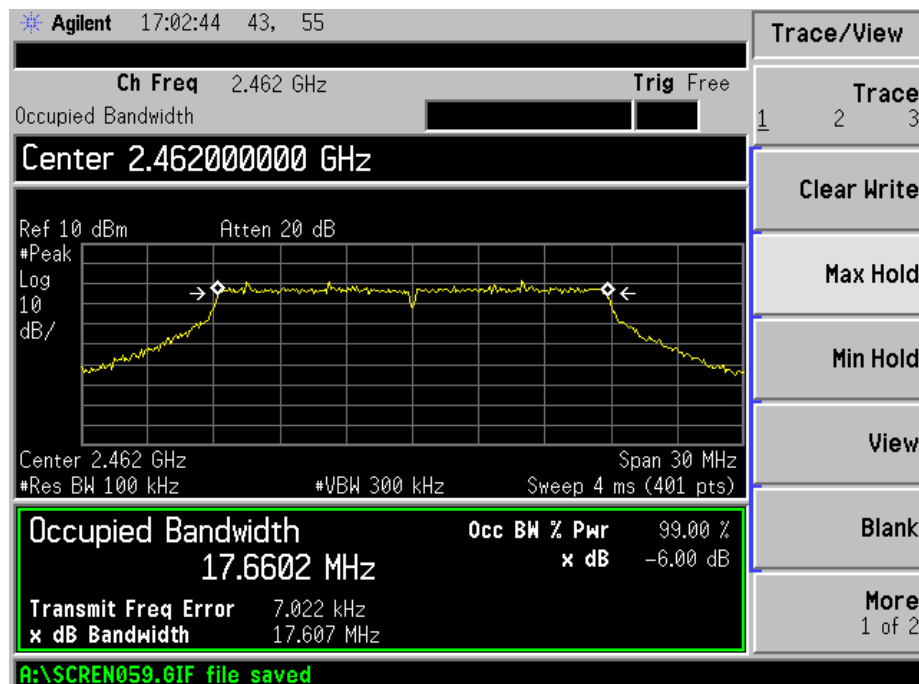 Agilent 17:02:44 43, 55
Trace/View
Ch Freq 2.462 GHz Trig Free
Occupied Bandwidth
Trace
1 2 3
Center 2.462000000 GHz
Clear Write
Ref 10 dBm Atten 20 dB
#Peak
Log
10
dB/
Max Hold
Min Hold
View
Center 2.462 GHz Span 30 MHz
#Res BW 100 kHz #VBW 300 kHz Sweep 4 ms (401 pts)
Blank
Occupied Bandwidth Occ BW % Pwr 99.00 %
17.6602 MHz x dB -6.00 dB
Transmit Freq Error 7.022 kHz
x dB Bandwidth 17.607 MHz
More
1 of 2
A:\SCREN059.GIF file saved